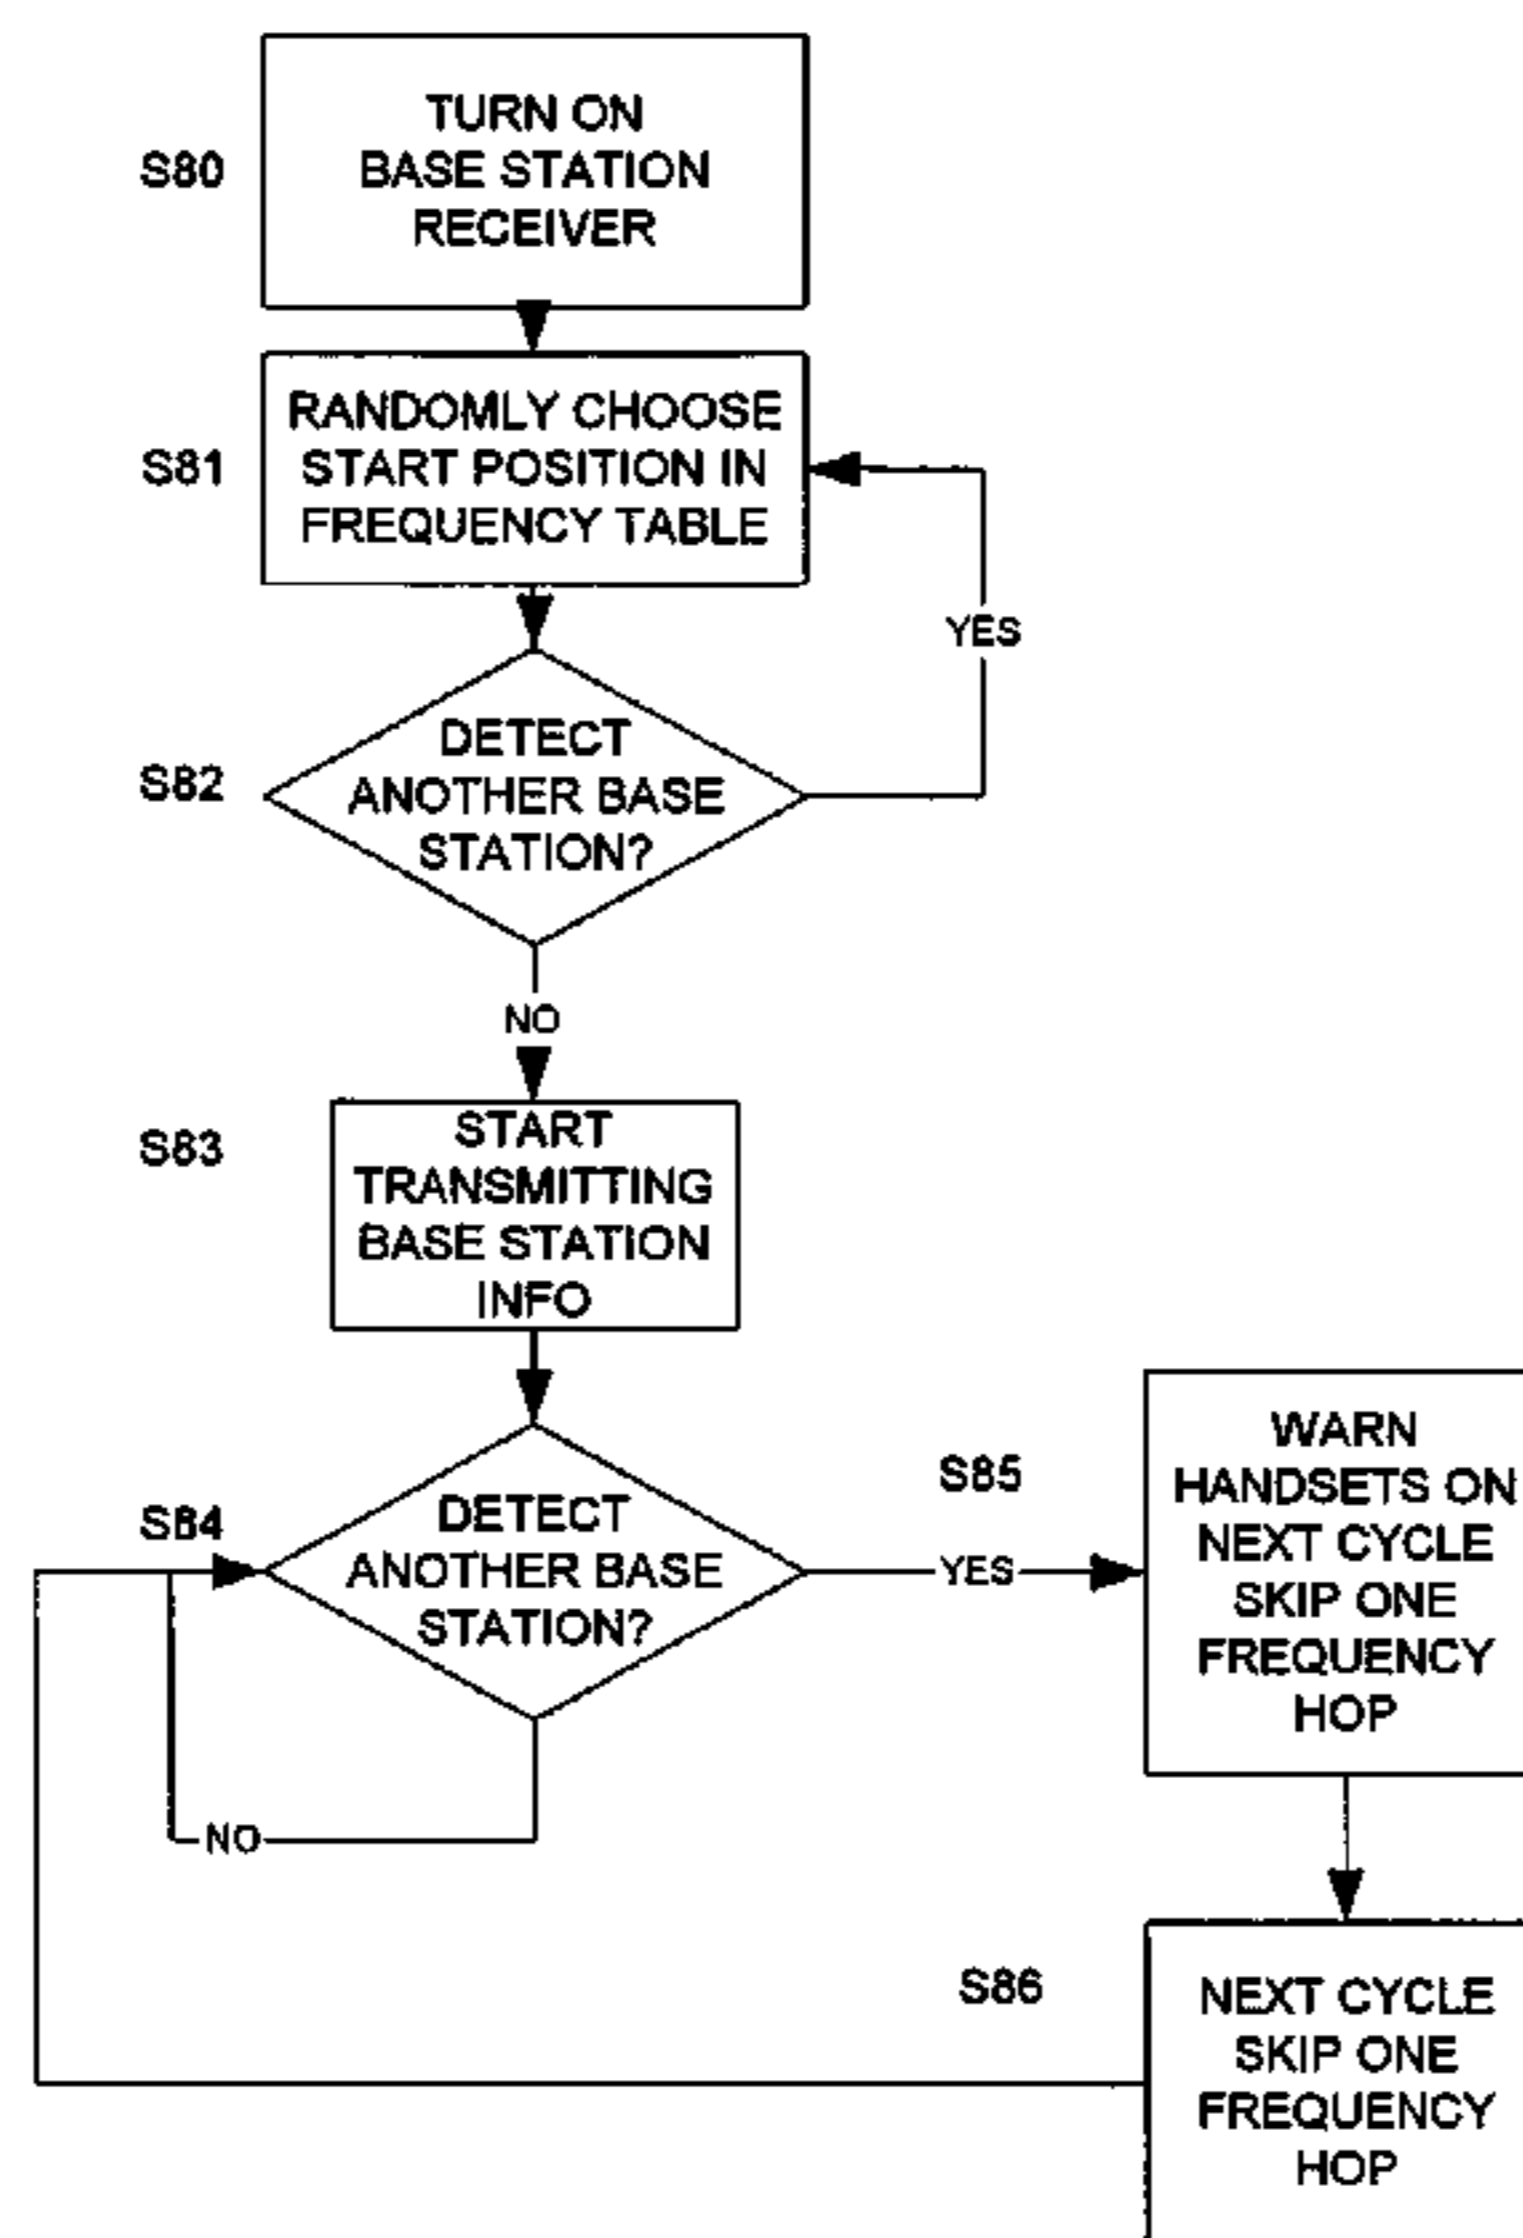 S80
TURN ON
BASE STATION
RECEIVER
S81
RANDOMLY CHOOSE
START POSITION IN
FREQUENCY TABLE
YES
S82
DETECT
ANOTHER BASE
STATION?
NO
S83
START
TRANSMITTING
BASE STATION
INFO
S84
DETECT
ANOTHER BASE
STATION?
YES
NO
S85
WARN
HANDSETS ON
NEXT CYCLE
SKIP ONE
FREQUENCY
HOP
S86
NEXT CYCLE
SKIP ONE
FREQUENCY
HOP